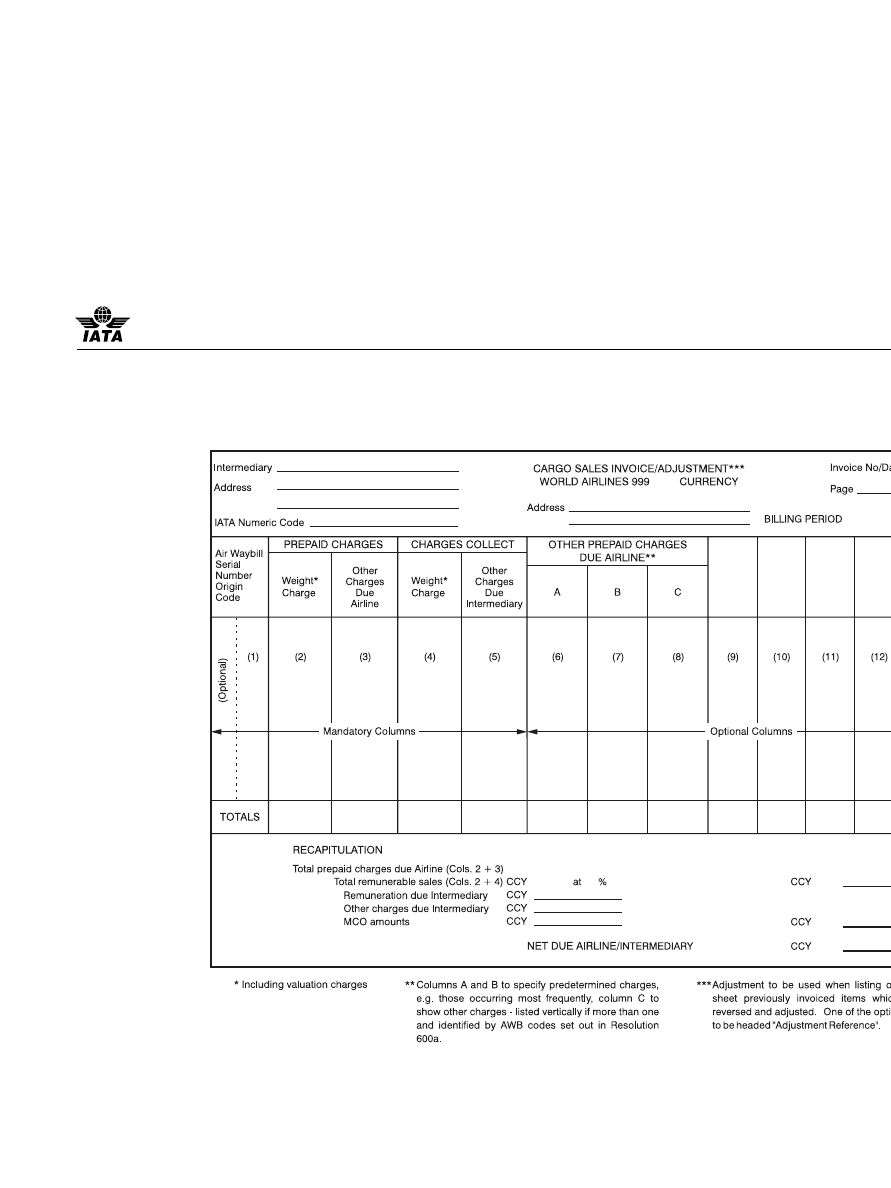 IATA
Intermediary
CARGO SALES INVOICE/ADJUSTMENT***
Invoice No/Da
WORLD AIRLINES 999 CURRENCY
Address
Page
Address
IATA Numeric Code
BILLING PERIOD
Air Waybill
Serial
Number
Origin
Code
PREPAID CHARGES
CHARGES COLLECT
OTHER PREPAID CHARGES
DUE AIRLINE**
Weight*
Charge
Other
Charges
Due
Airline
Weight*
Charge
Other
Charges
Due
Intermediary
A
B
C
(Optional)
(1)
(2)
(3)
(4)
(5)
(6)
(7)
(8)
(9)
(10)
(11)
(12)
Mandatory Columns
Optional Columns
TOTALS
RECAPITULATION
Total prepaid charges due Airline (Cols. 2 + 3)
Total remunerable sales (Cols. 2 + 4) CCY at % CCY
Remuneration due Intermediary CCY
Other charges due Intermediary CCY
MCO amounts CCY CCY
NET DUE AIRLINE/INTERMEDIARY CCY
* Including valuation charges
** Columns A and B to specify predetermined charges,
e.g. those occurring most frequently, column C to
show other charges - listed vertically if more than one
and identified by AWB codes set out in Resolution
600a.
*** Adjustment to be used when listing o
sheet previously invoiced items whic
reversed and adjusted. One of the opti
to be headed "Adjustment Reference".